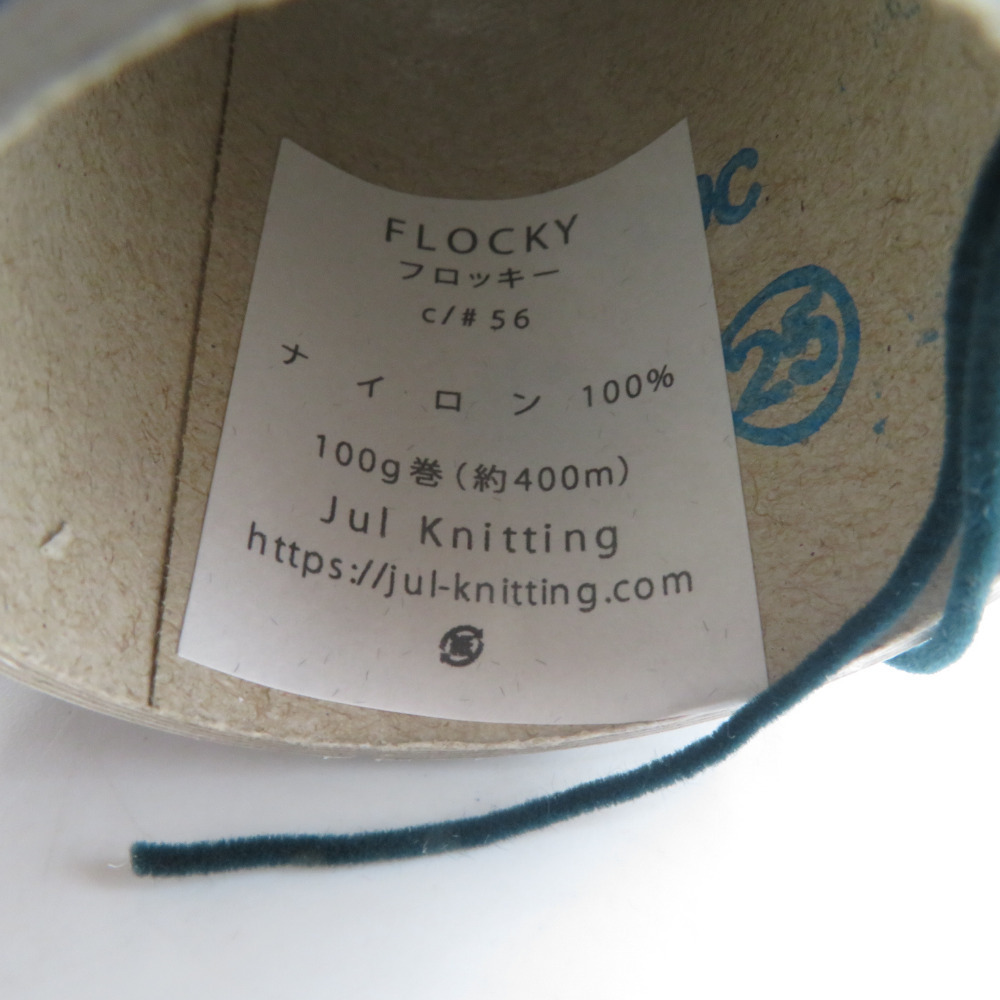 FLOCKY
フロッキー
c/# 56
ナイロン 100%
100g巻 (約400m)
Jul Knitting
https://jul-knitting.com
25